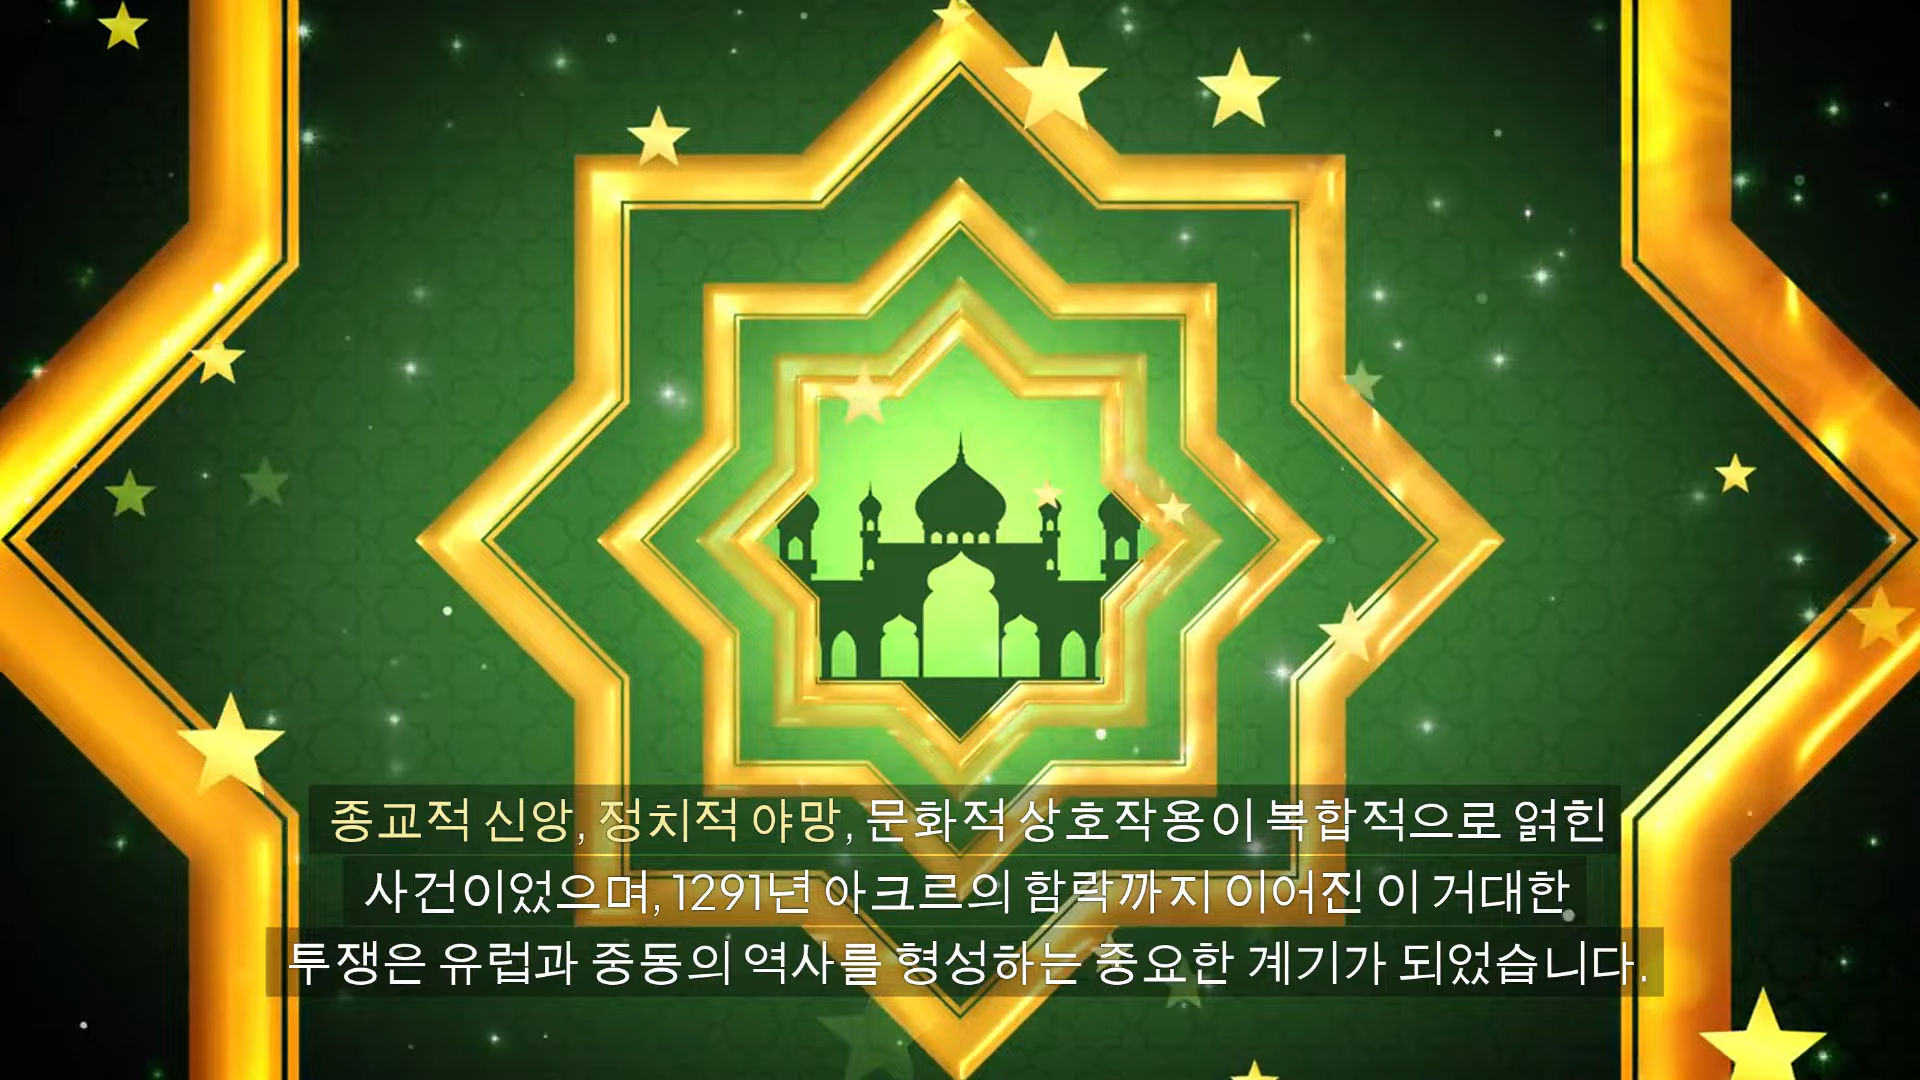 종교적 신앙, 정치적 야망, 문화적 상호작용이 복합적으로 얽힌
사건이었으며, 1291년 아크르의 함락까지 이어진 이 거대한
투쟁은 유럽과 중동의 역사를 형성하는 중요한 계기가 되었습니다.